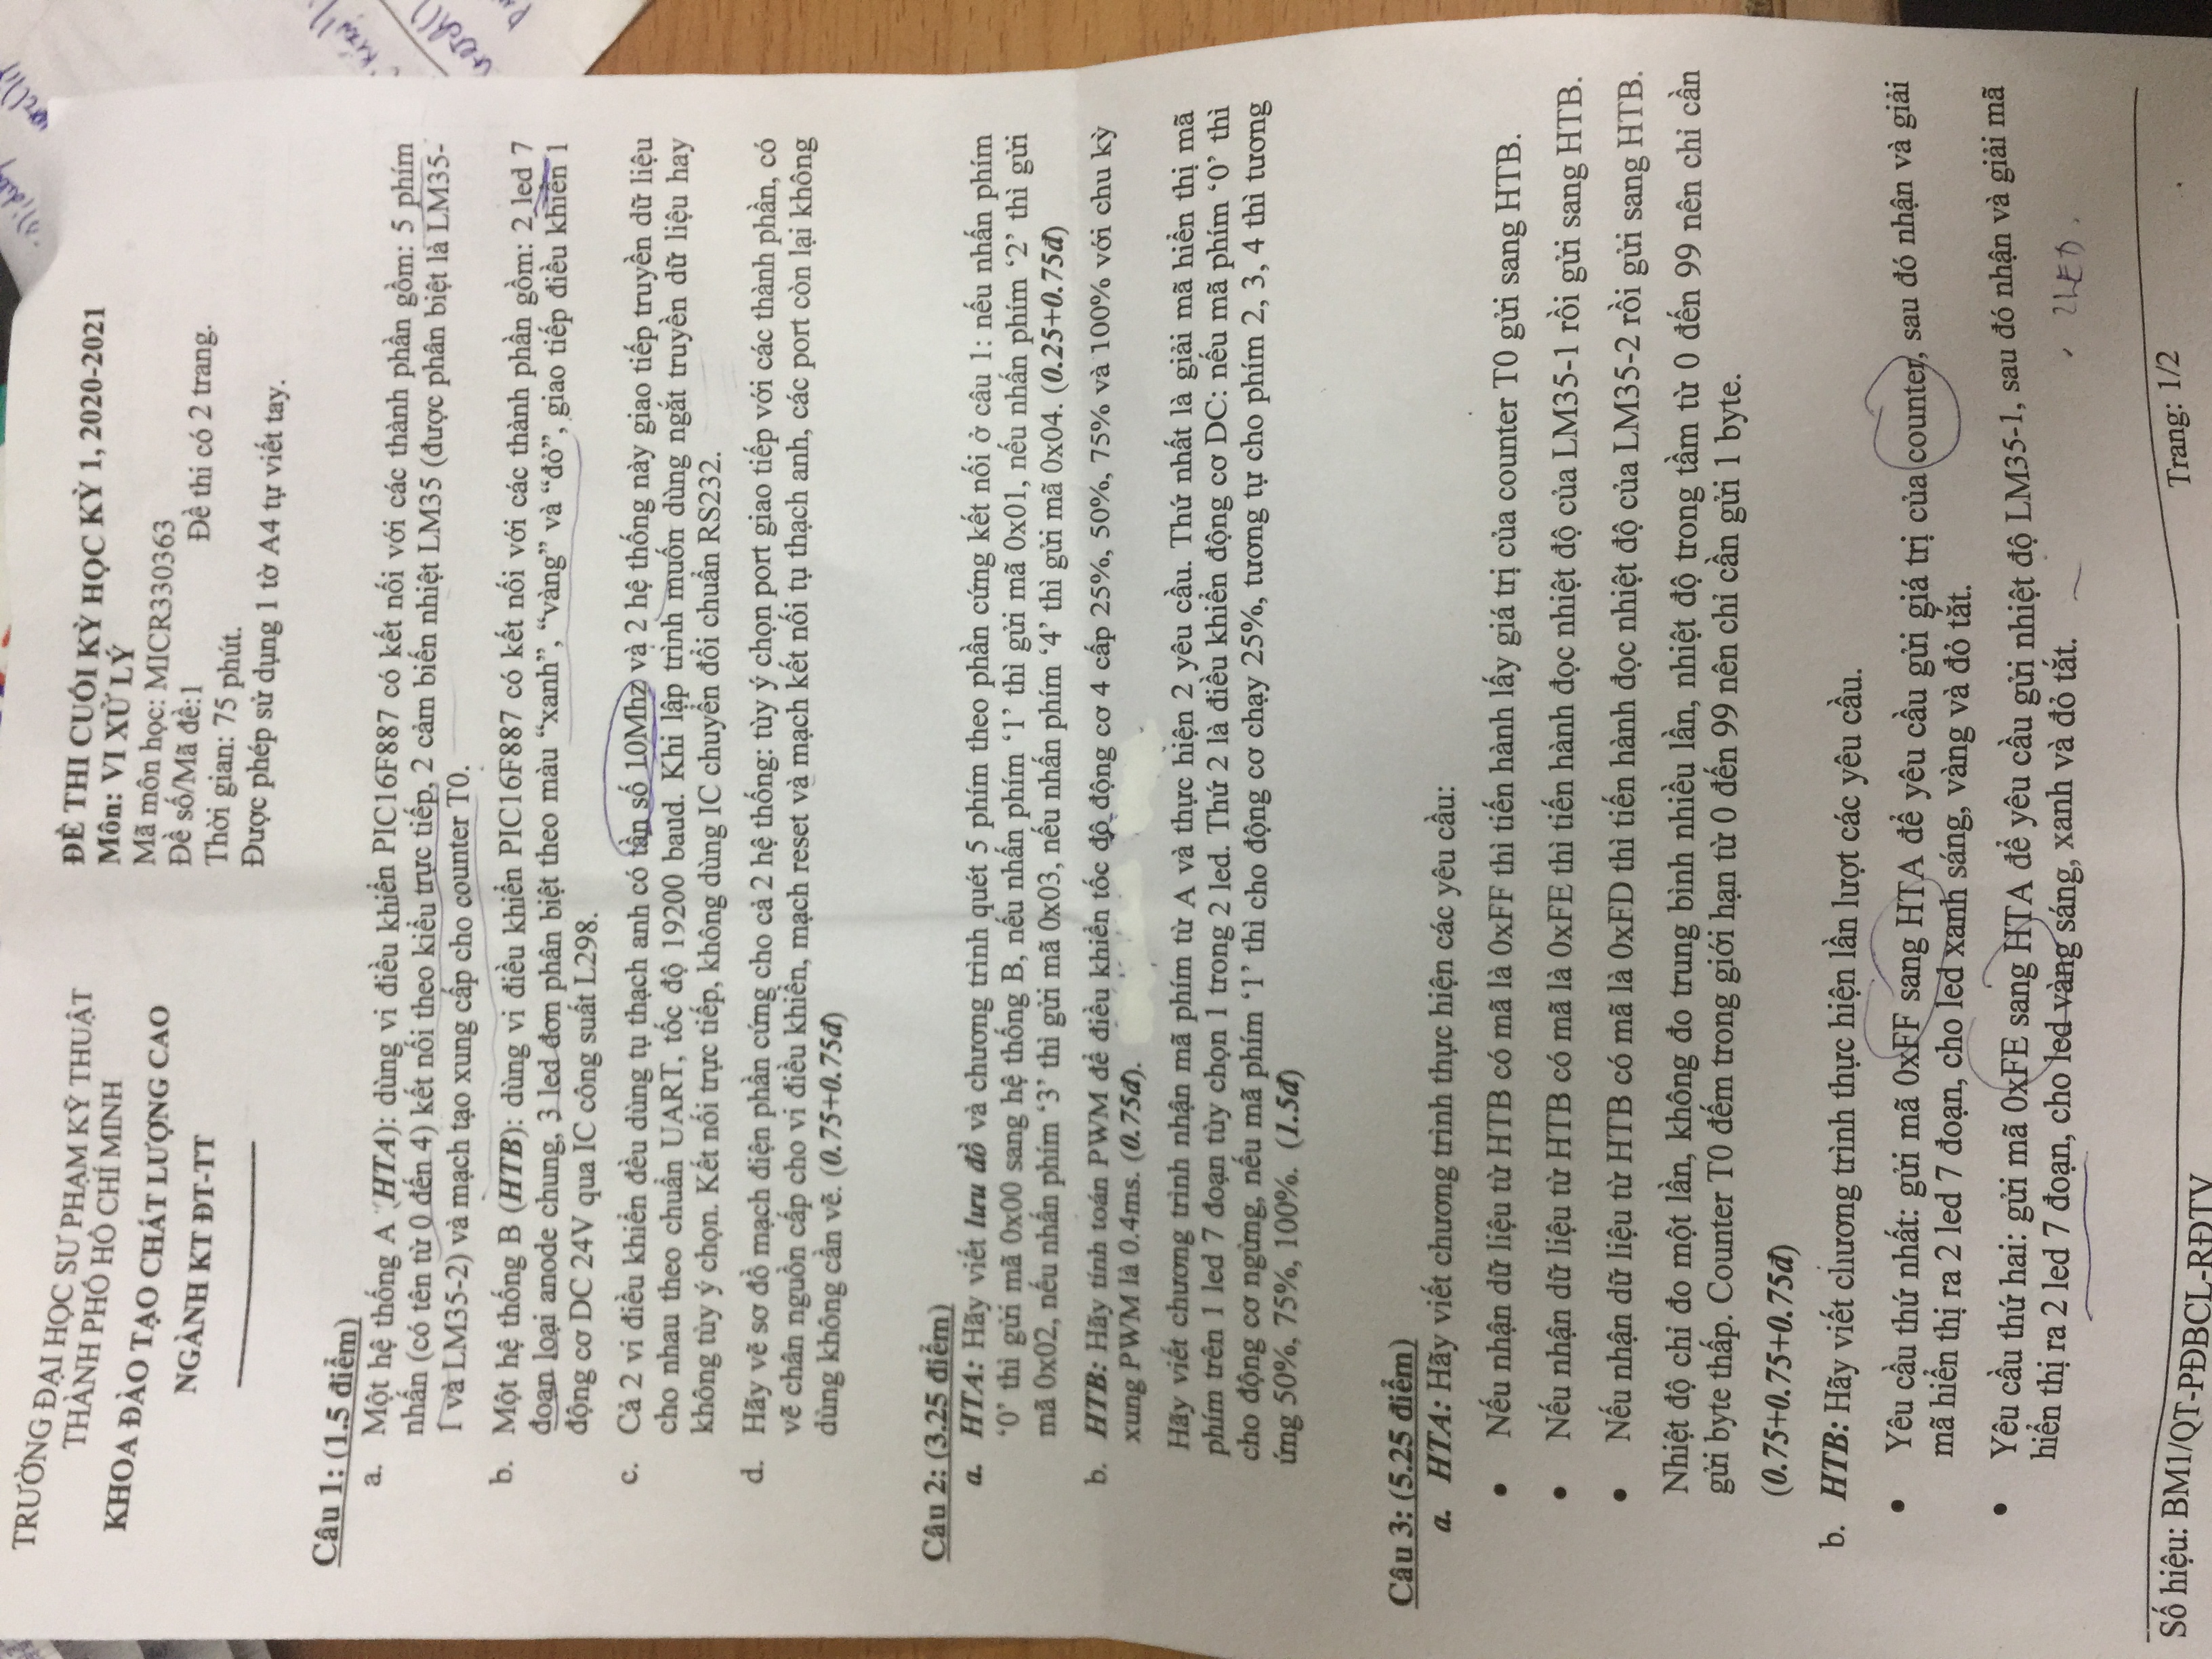 TRƯỜNG ĐẠI HỌC SƯ PHẠM KỸ THUẬT
THÀNH PHỐ HỒ CHÍ MINH
KHOA ĐÀO TẠO CHẤT LƯỢNG CAO
NGÀNH KT ĐT-TT
ĐỀ THI CUỐI KỲ HỌC KỲ 1, 2020-2021
Môn: VI XỬ LÝ
Mã môn học: MICR330363
Đề số/Mã đề:1 Đề thi có 2 trang.
Thời gian: 75 phút.
Được phép sử dụng 1 tờ A4 tự viết tay.
Câu 1: (1.5 điểm)
a. Một hệ thống A (HTA): dùng vi điều khiển PIC16F887 có kết nối với các thành phần gồm: 5 phím
nhấn (có tên từ 0 đến 4) kết nối theo kiểu trực tiếp, 2 cảm biến nhiệt LM35 (được phân biệt là LM35-
1 và LM35-2) và mạch tạo xung cấp cho counter T0.
b. Một hệ thống B (HTB): dùng vi điều khiển PIC16F887 có kết nối với các thành phần gồm: 2 led 7
đoạn loại anode chung, 3 led đơn phân biệt theo màu “xanh”, “vàng” và “đỏ”, giao tiếp điều khiển 1
động cơ DC 24V qua IC công suất L298.
c. Cả 2 vi điều khiển đều dùng tụ thạch anh có tần số 10Mhz và 2 hệ thống này giao tiếp truyền dữ liệu
cho nhau theo chuẩn UART, tốc độ 19200 baud. Khi lập trình muốn dùng ngắt truyền dữ liệu hay
không tùy ý chọn. Kết nối trực tiếp, không dùng IC chuyển đổi chuẩn RS232.
d. Hãy vẽ sơ đồ mạch điện phần cứng cho cả 2 hệ thống: tùy ý chọn port giao tiếp với các thành phần, có
vẽ chân nguồn cấp cho vi điều khiển, mạch reset và mạch kết nối tụ thạch anh, các port còn lại không
dùng không cần vẽ. (0.75+0.75đ)
Câu 2: (3.25 điểm)
a. HTA: Hãy viết lưu đồ và chương trình quét 5 phím theo phần cứng kết nối ở câu 1: nếu nhấn phím
‘0’ thì gửi mã 0x00 sang hệ thống B, nếu nhấn phím ‘1’ thì gửi mã 0x01, nếu nhấn phím ‘2’ thì gửi
mã 0x02, nếu nhấn phím ‘3’ thì gửi mã 0x03, nếu nhấn phím ‘4’ thì gửi mã 0x04. (0.25+0.75đ)
b. HTB: Hãy tính toán PWM để điều khiển tốc độ động cơ 4 cấp 25%, 50%, 75% và 100% với chu kỳ
xung PWM là 0.4ms. (0.75đ).
Hãy viết chương trình nhận mã phím từ A và thực hiện 2 yêu cầu. Thứ nhất là giải mã hiển thị mã
phím trên 1 led 7 đoạn tùy chọn 1 trong 2 led. Thứ 2 là điều khiển động cơ DC: nếu mã phím ‘0’ thì
cho động cơ ngừng, nếu mã phím ‘1’ thì cho động cơ chạy 25%, tương tự cho phím 2, 3, 4 thì tương
ứng 50%, 75%, 100%. (1.5đ)
Câu 3: (5.25 điểm)
a. HTA: Hãy viết chương trình thực hiện các yêu cầu:
• Nếu nhận dữ liệu từ HTB có mã là 0xFF thì tiến hành lấy giá trị của counter T0 gửi sang HTB.
• Nếu nhận dữ liệu từ HTB có mã là 0xFE thì tiến hành đọc nhiệt độ của LM35-1 rồi gửi sang HTB.
• Nếu nhận dữ liệu từ HTB có mã là 0xFD thì tiến hành đọc nhiệt độ của LM35-2 rồi gửi sang HTB.
Nhiệt độ chỉ đo một lần, không đo trung bình nhiều lần, nhiệt độ trong tầm từ 0 đến 99 nên chỉ cần
gửi byte thấp. Counter T0 đếm trong giới hạn từ 0 đến 99 nên chỉ cần gửi 1 byte.
(0.75+0.75+0.75đ)
b. HTB: Hãy viết chương trình thực hiện lần lượt các yêu cầu.
• Yêu cầu thứ nhất: gửi mã 0xFF sang HTA để yêu cầu gửi giá trị của counter, sau đó nhận và giải
mã hiển thị ra 2 led 7 đoạn, cho led xanh sáng, vàng và đỏ tắt.
• Yêu cầu thứ hai: gửi mã 0xFE sang HTA để yêu cầu gửi nhiệt độ LM35-1, sau đó nhận và giải mã
hiển thị ra 2 led 7 đoạn, cho led vàng sáng, xanh và đỏ tắt.
2LED.
Số hiệu: BM1/QT-PĐBCL-RĐTV
Trang: 1/2